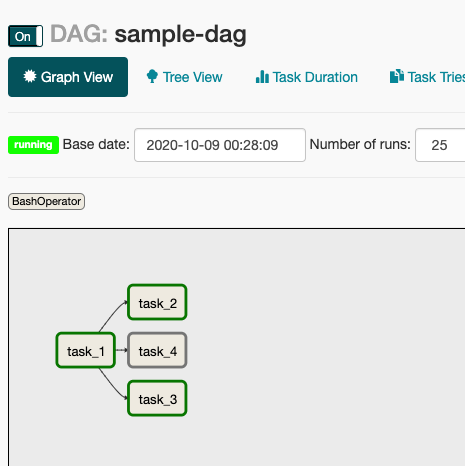 On DAG: sample-dag
Graph View Tree View Task Duration Task Tries
running Base date: 2020-10-09 00:28:09 Number of runs: 25
BashOperator
task_2
task_1 task_4
task_3